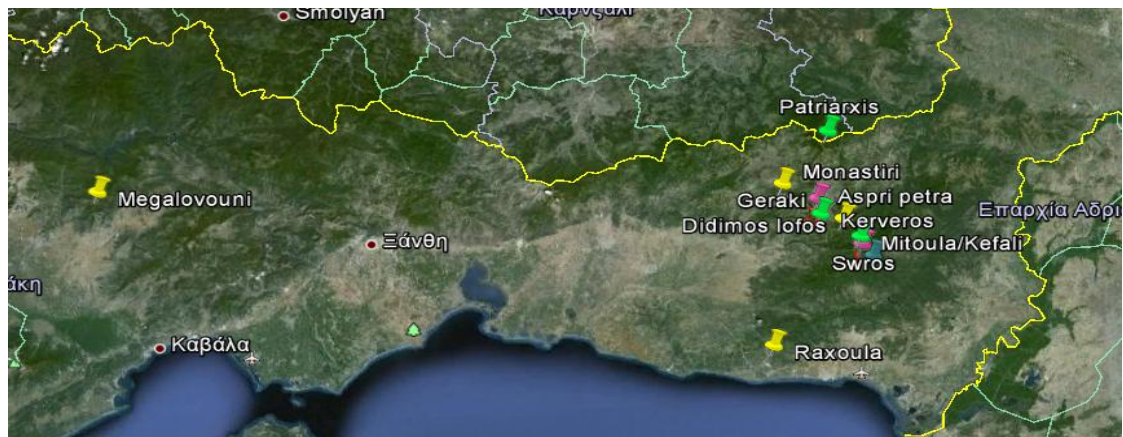 Smolyan
Κάρντζαλι
Patriarxis
Monastiri
Megalovouni
Geraki
Aspri petra
Επαρχία Αδρι
Didimos lofos
Kerveros
Ξάνθη
Mitoula/Kefali
Swros
άκη
Καβάλα
Raxoula